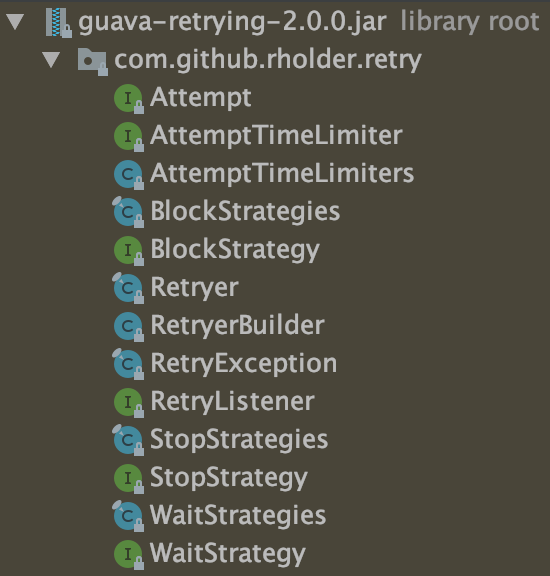 guava-retrying-2.0.0.jar library root
com.github.rholder.retry
I Attempt
I AttemptTimeLimiter
C AttemptTimeLimiters
C BlockStrategies
I BlockStrategy
C Retryer
C RetryerBuilder
C RetryException
I RetryListener
C StopStrategies
I StopStrategy
C WaitStrategies
I WaitStrategy